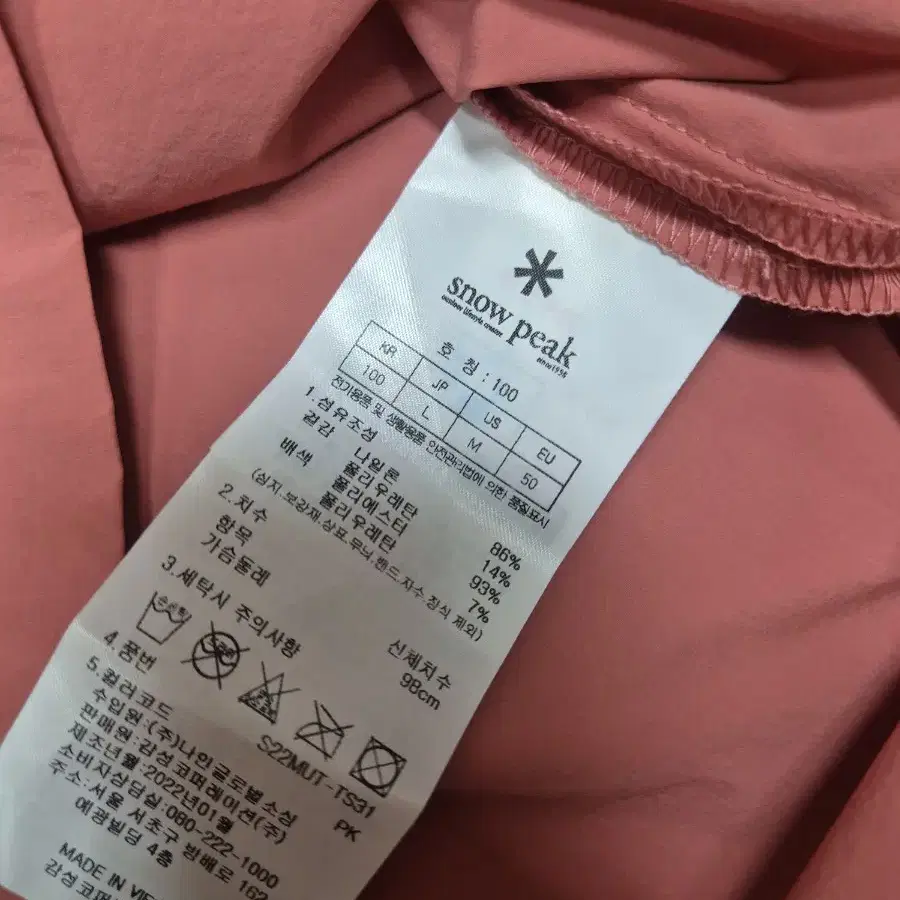 snow peak
outdoor lifestyle creator
since1958
호 칭 : 100
KR JP US EU
100 L M 50
전기용품 및 생활용품 안전관리법에 의한 품질표시
1.섬유조성
겉감 나일론 86%
폴리우레탄 14%
배색 폴리에스터 93%
폴리우레탄 7%
(심지.보강재.상표.무늬.밴드.자수.장식 제외)
2.치수
항목 신체치수
가슴둘레 98cm
3.세탁시 주의사항
손세탁
4.품번 S22MUT-TS31
5.컬러코드 PK
수입원:(주)나인글로벌 소싱
판매원:감성코퍼레이션(주)
제조년월:2022년01월
소비자상담실:080-222-1000
주소:서울 서초구 방배로 162
예광빌딩 4층
MADE IN